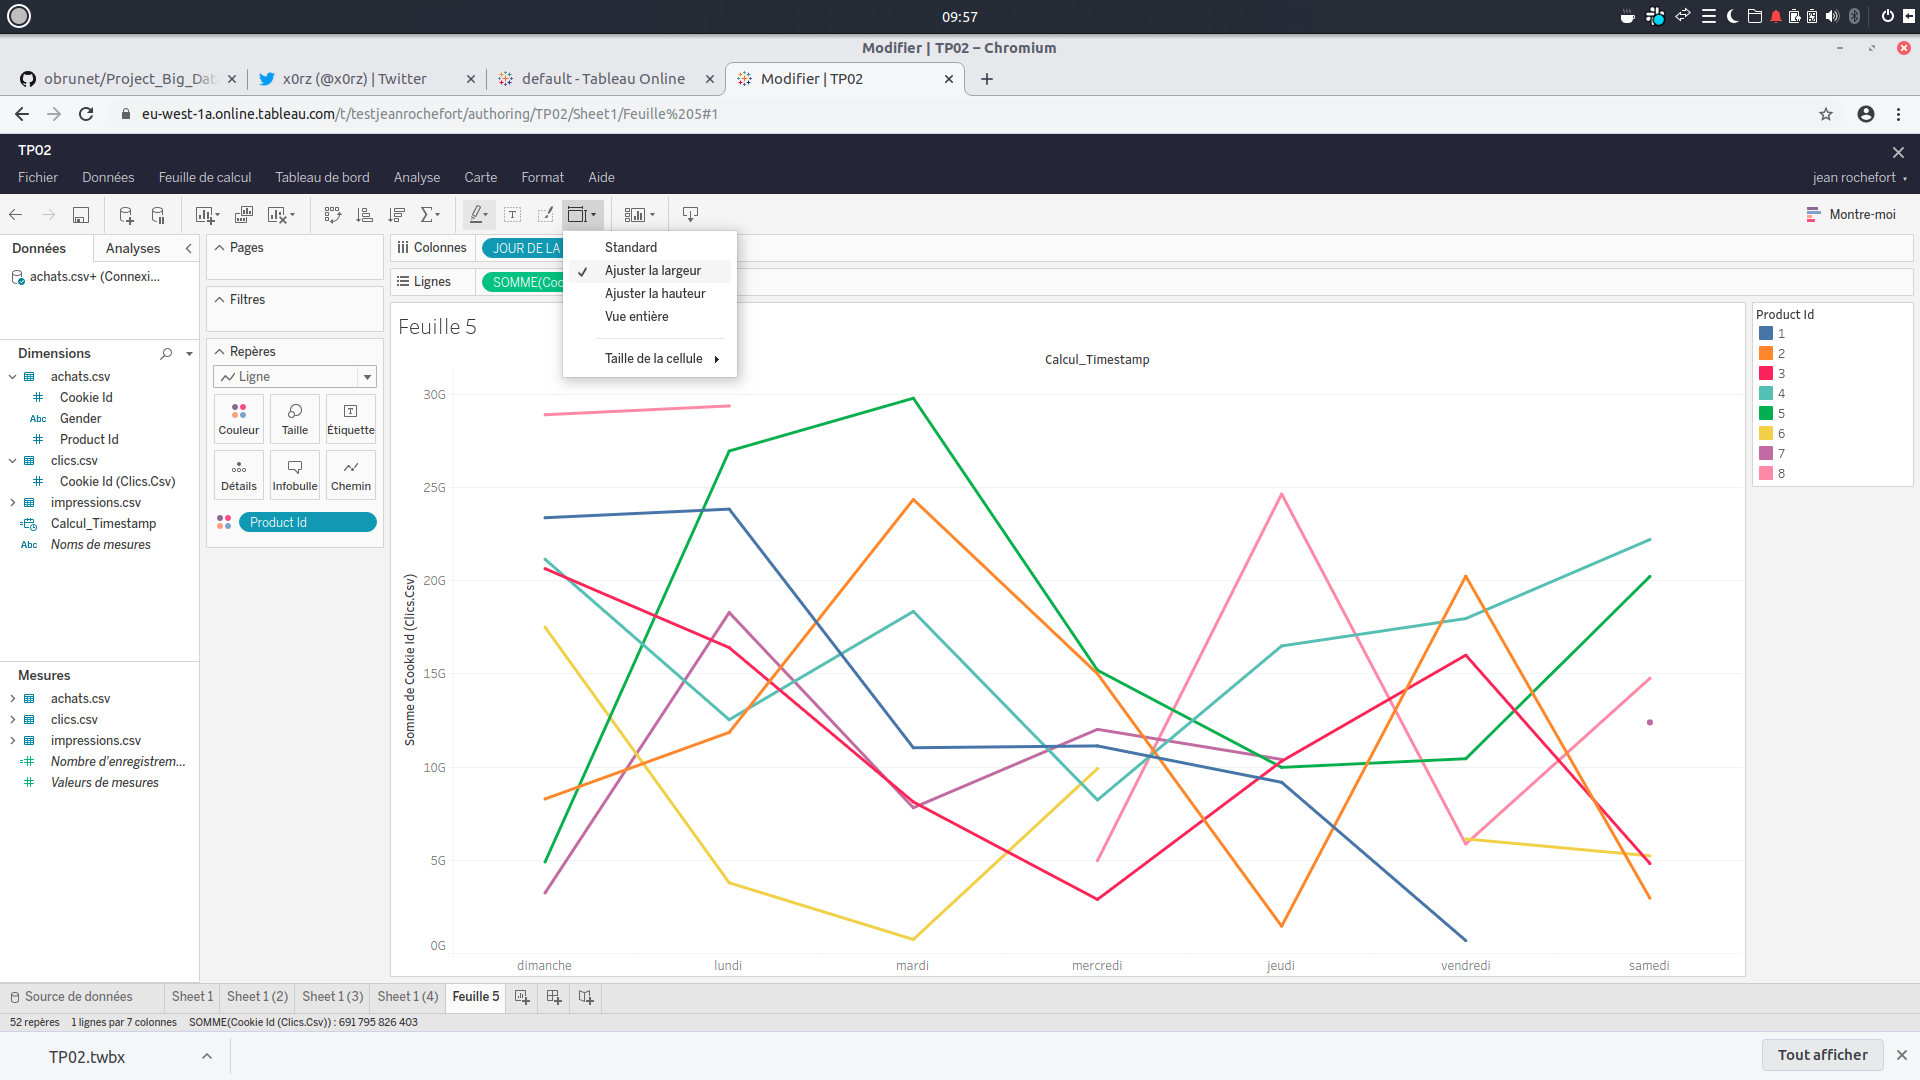 09:57
Modifier | TP02 – Chromium
obrunet/Project_Big_Dat
x0rz (@x0rz) | Twitter
default - Tableau Online
Modifier | TP02
eu-west-1a.online.tableau.com/t/testjeanrochefort/authoring/TP02/Sheet1/Feuille%205#1
TP02
Fichier Données Feuille de calcul Tableau de bord Analyse Carte Format Aide
jean rochefort
Montre-moi
Données Analyses
achats.csv+ (Connexi...
Dimensions
achats.csv
Cookie Id
Abc Gender
Product Id
clics.csv
Cookie Id (Clics.Csv)
impressions.csv
Calcul_Timestamp
Abc Noms de mesures
Mesures
achats.csv
clics.csv
impressions.csv
Nombre d'enregistrem...
Valeurs de mesures
Pages
Filtres
Repères
Ligne
Couleur Taille Étiquette
Détails Infobulle Chemin
Product Id
Colonnes JOUR DE LA
Lignes SOMME(Coo
Standard
Ajuster la largeur
Ajuster la hauteur
Vue entière
Taille de la cellule
Feuille 5
Calcul_Timestamp
Somme de Cookie Id (Clics.Csv)
30G
25G
20G
15G
10G
5G
0G
dimanche lundi mardi mercredi jeudi vendredi samedi
Product Id
1
2
3
4
5
6
7
8
Source de données Sheet 1 Sheet 1 (2) Sheet 1 (3) Sheet 1 (4) Feuille 5
52 repères 1 lignes par 7 colonnes SOMME(Cookie Id (Clics.Csv)) : 691 795 826 403
TP02.twbx
Tout afficher